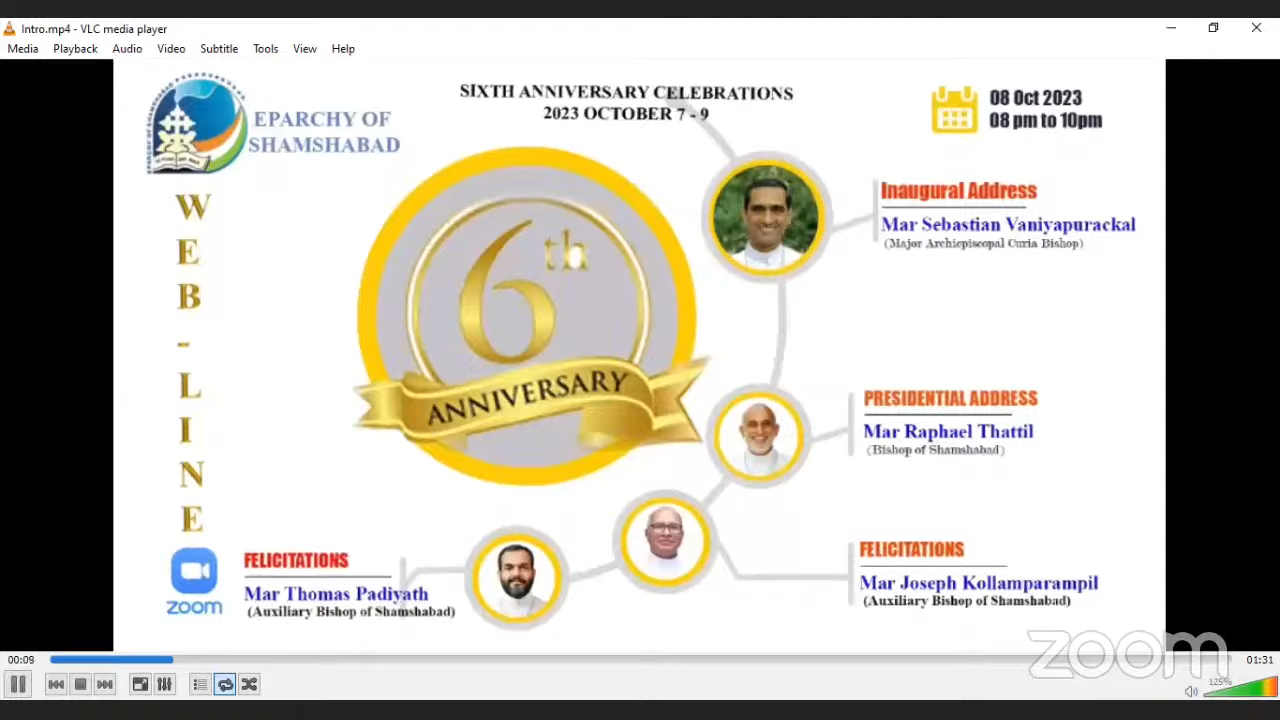 Intro.mp4 - VLC media player
Media Playback Audio Video Subtitle Tools View Help
EPARCHY OF
SHAMSHABAD
SIXTH ANNIVERSARY CELEBRATIONS
2023 OCTOBER 7 - 9
08 Oct 2023
08 pm to 10pm
WEB-LINE
6th
ANNIVERSARY
Inaugural Address
Mar Sebastian Vaniyapurackal
(Major Archiepiscopal Curia Bishop)
PRESIDENTIAL ADDRESS
Mar Raphael Thattil
(Bishop of Shamshabad)
FELICITATIONS
Mar Joseph Kollamparampil
(Auxiliary Bishop of Shamshabad)
FELICITATIONS
Mar Thomas Padiyath
(Auxiliary Bishop of Shamshabad)
zoom
zoom
00:09
01:31
125%